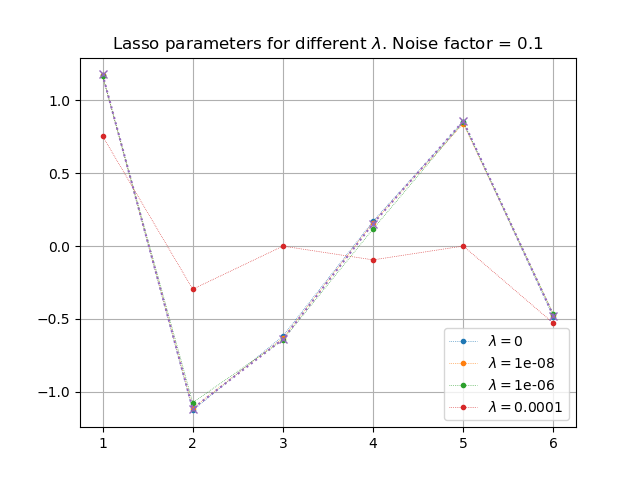 Lasso parameters for different λ. Noise factor = 0.1
1.0
0.5
0.0
−0.5
−1.0
1 2 3 4 5 6
λ = 0
λ = 1e-08
λ = 1e-06
λ = 0.0001